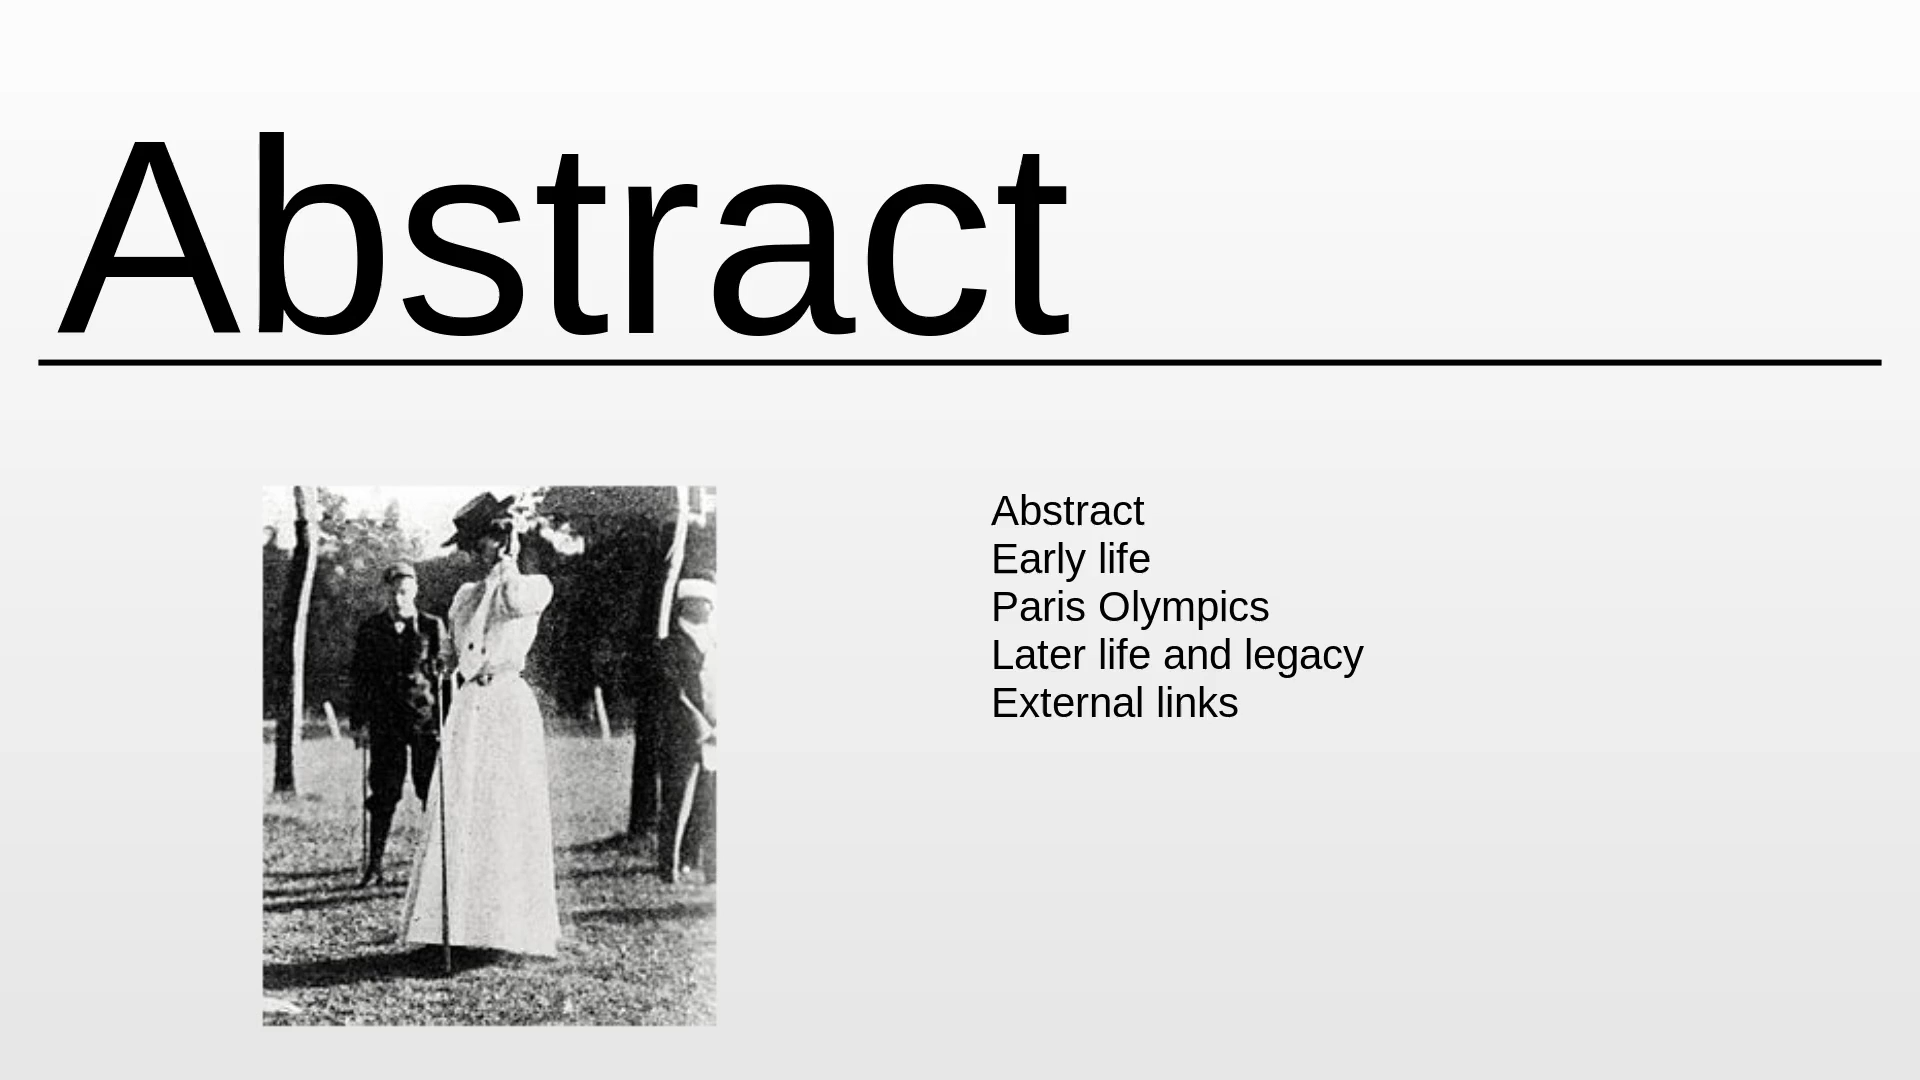 Abstract
Abstract
Early life
Paris Olympics
Later life and legacy
External links